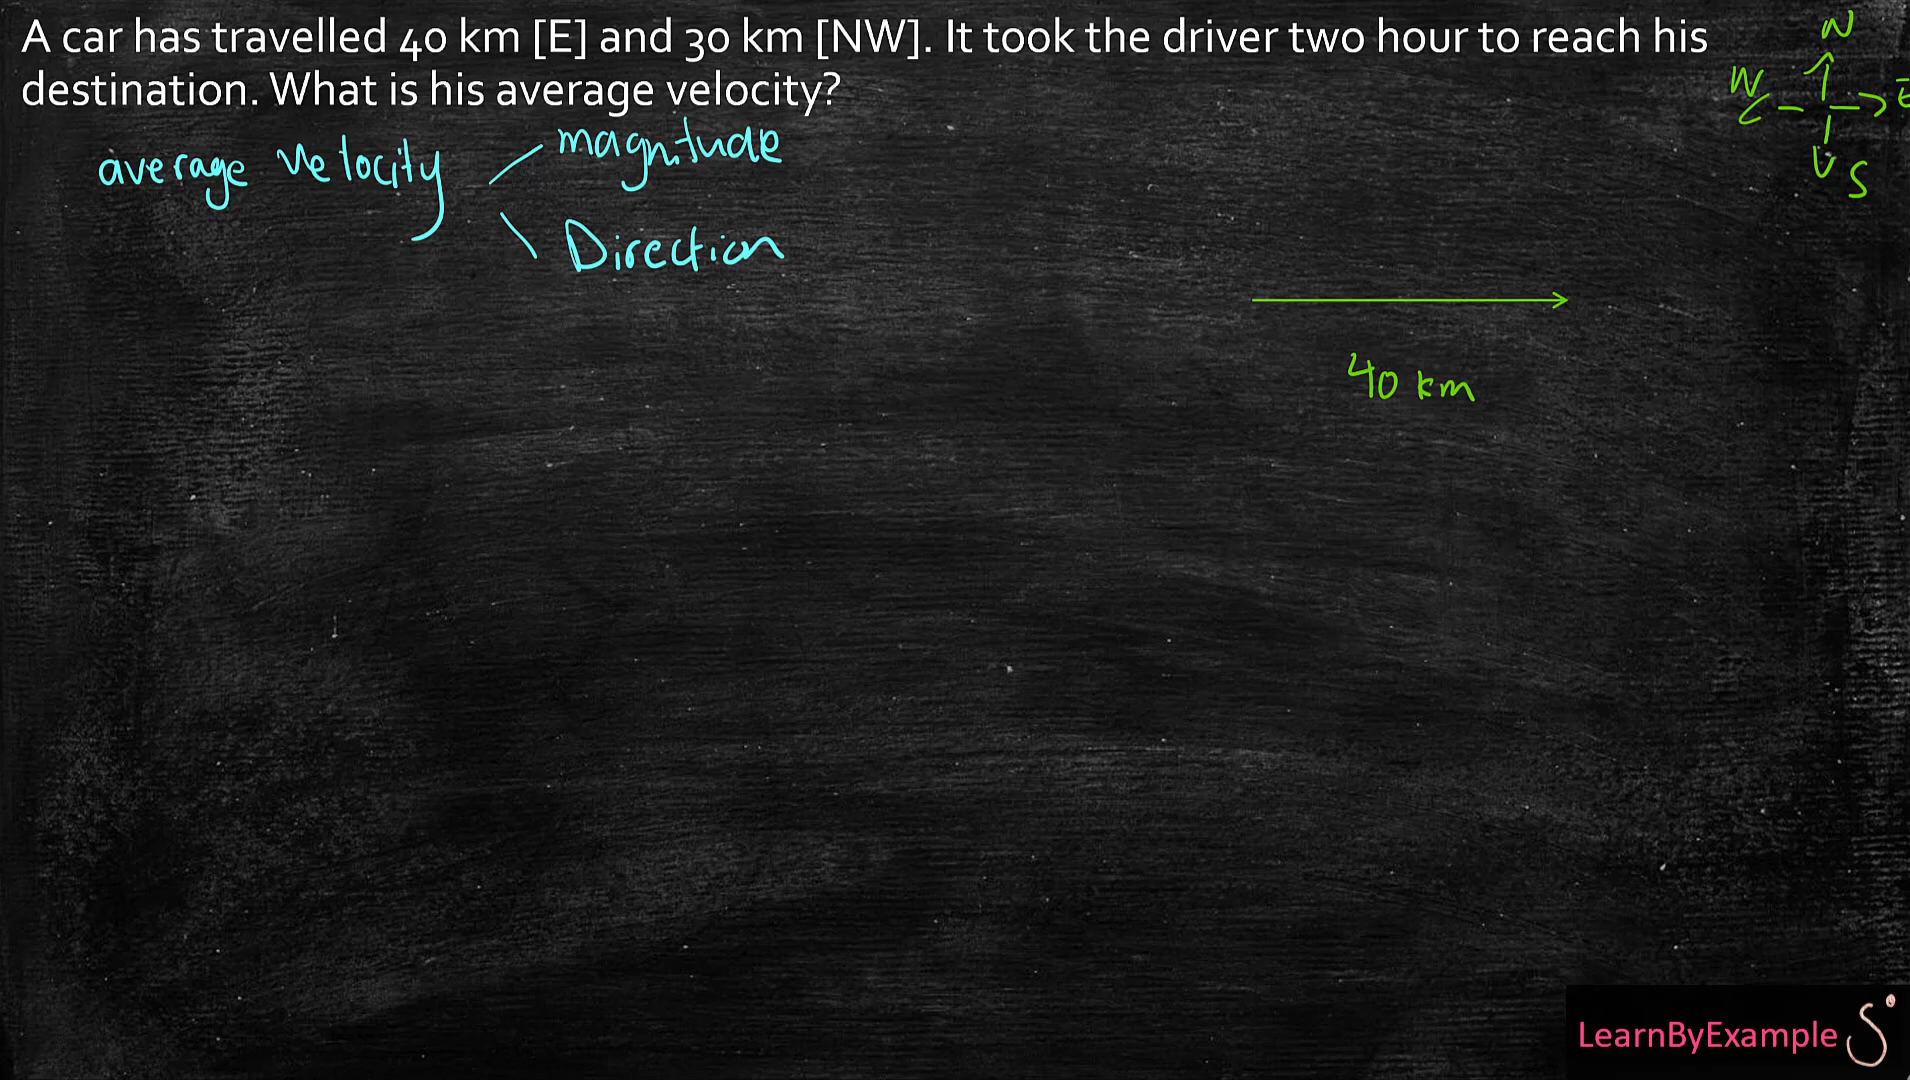 A car has travelled 40 km [E] and 30 km [NW]. It took the driver two hour to reach his
destination. What is his average velocity?
N
W E
S
average velocity
magnitude
Direction
40 km
LearnByExample